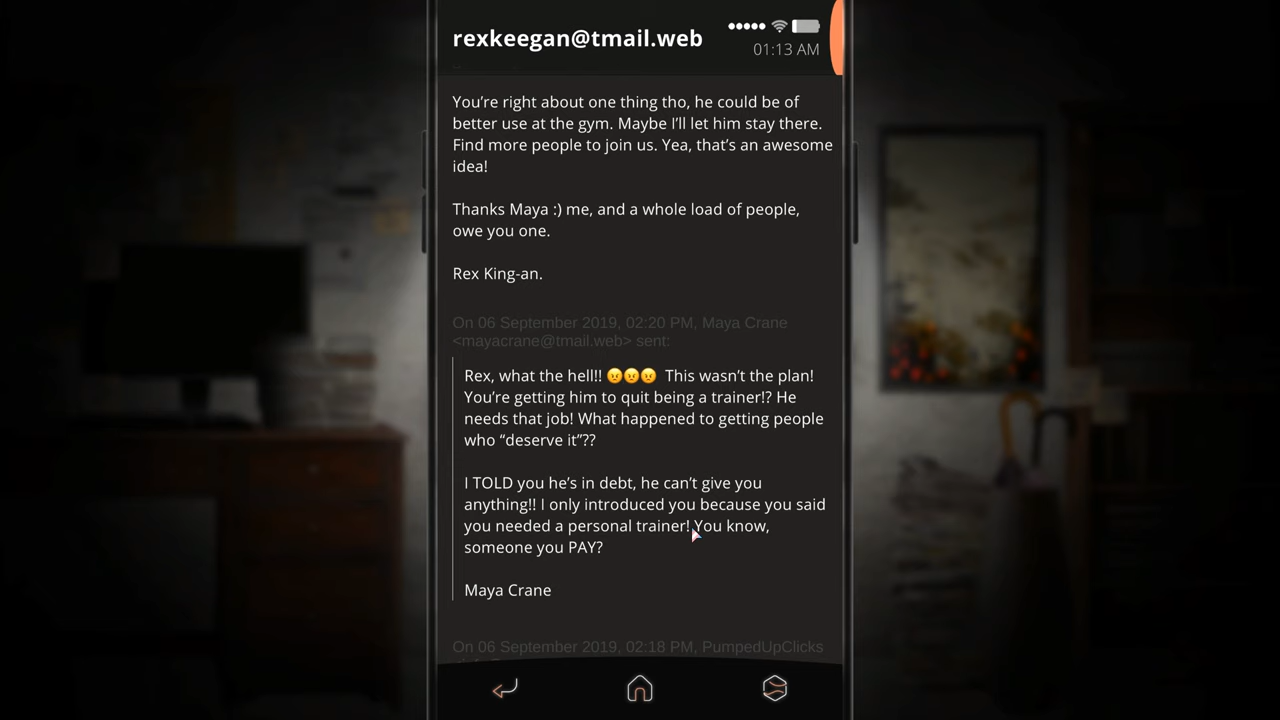 rexkeegan@tmail.web
01:13 AM
You’re right about one thing tho, he could be of
better use at the gym. Maybe I’ll let him stay there.
Find more people to join us. Yea, that’s an awesome
idea!
Thanks Maya :) me, and a whole load of people,
owe you one.
Rex King-an.
On 06 September 2019, 02:20 PM, Maya Crane
<mayacrane@tmail.web> sent:
Rex, what the hell!! 😠😠😠 This wasn’t the plan!
You’re getting him to quit being a trainer!? He
needs that job! What happened to getting people
who “deserve it”??
I TOLD you he’s in debt, he can’t give you
anything!! I only introduced you because you said
you needed a personal trainer! You know,
someone you PAY?
Maya Crane
On 06 September 2019, 02:18 PM, PumpedUpClicks